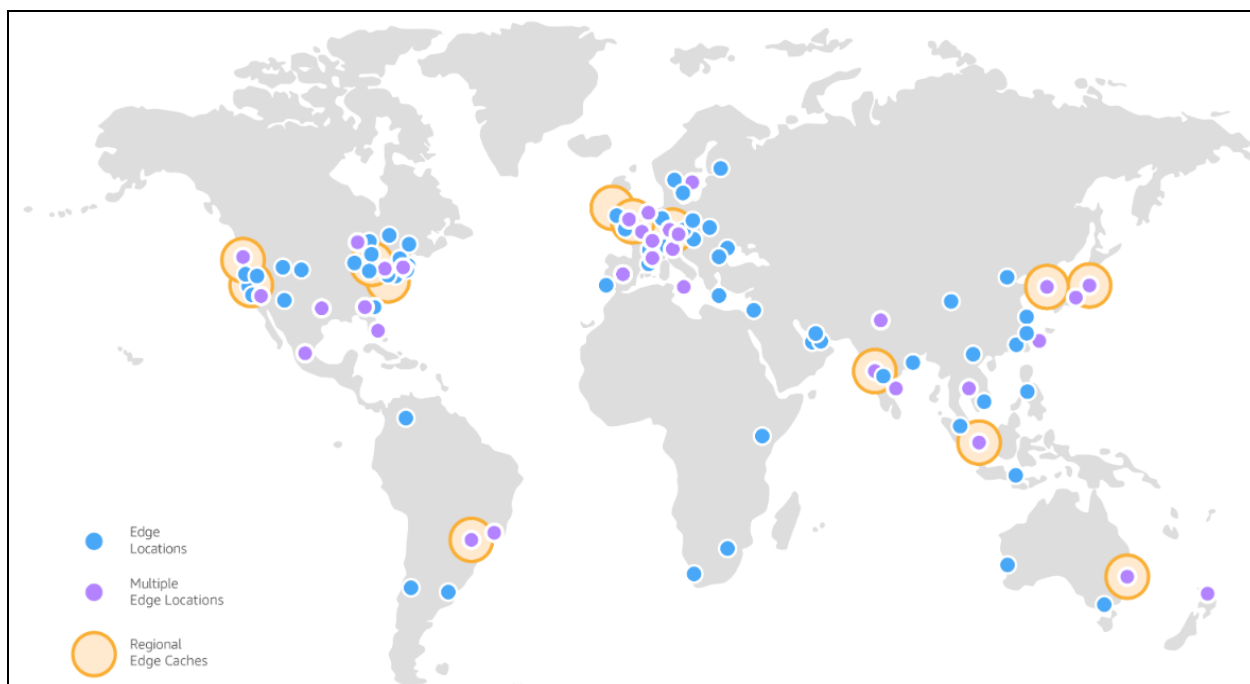 Edge
Locations
Multiple
Edge Locations
Regional
Edge Caches